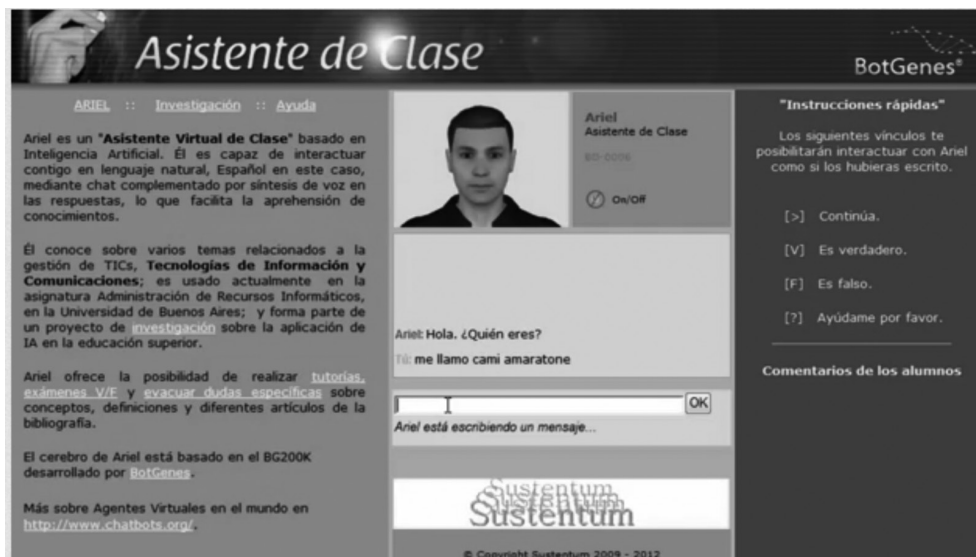 Asistente de Clase
BotGenes®
ARIEL :: Investigación :: Ayuda
Ariel es un "Asistente Virtual de Clase" basado en
Inteligencia Artificial. Él es capaz de interactuar
contigo en lenguaje natural, Español en este caso,
mediante chat complementado por síntesis de voz en
las respuestas, lo que facilita la aprehensión de
conocimientos.
Él conoce sobre varios temas relacionados a la
gestión de TICs, Tecnologías de Información y
Comunicaciones; es usado actualmente en la
asignatura Administración de Recursos Informáticos,
en la Universidad de Buenos Aires; y forma parte de
un proyecto de investigación sobre la aplicación de
IA en la educación superior.
Ariel ofrece la posibilidad de realizar tutorías,
exámenes V/F y evacuar dudas específicas sobre
conceptos, definiciones y diferentes artículos de la
bibliografía.
El cerebro de Ariel está basado en el BG200K
desarrollado por BotGenes.
Más sobre Agentes Virtuales en el mundo en
http://www.chatbots.org/.
Ariel
Asistente de Clase
BG-0096
On/Off
Ariel: Hola. ¿Quién eres?
Tú: me llamo cami amaratone
OK
Ariel está escribiendo un mensaje...
Sustentum
Sustentum
Sustentum
© Copyright Sustentum 2009 - 2012
"Instrucciones rápidas"
Los siguientes vínculos te
posibilitarán interactuar con Ariel
como si los hubieras escrito.
[>] Continúa.
[V] Es verdadero.
[F] Es falso.
[?] Ayúdame por favor.
Comentarios de los alumnos